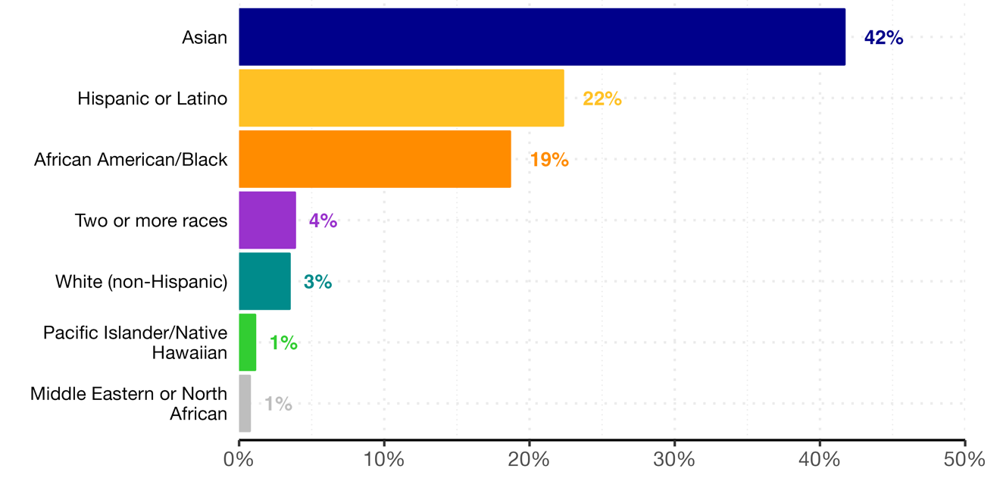 Asian
42%
Hispanic or Latino
22%
African American/Black
19%
Two or more races
4%
White (non-Hispanic)
3%
Pacific Islander/Native
Hawaiian
1%
Middle Eastern or North
African
1%
0% 10% 20% 30% 40% 50%